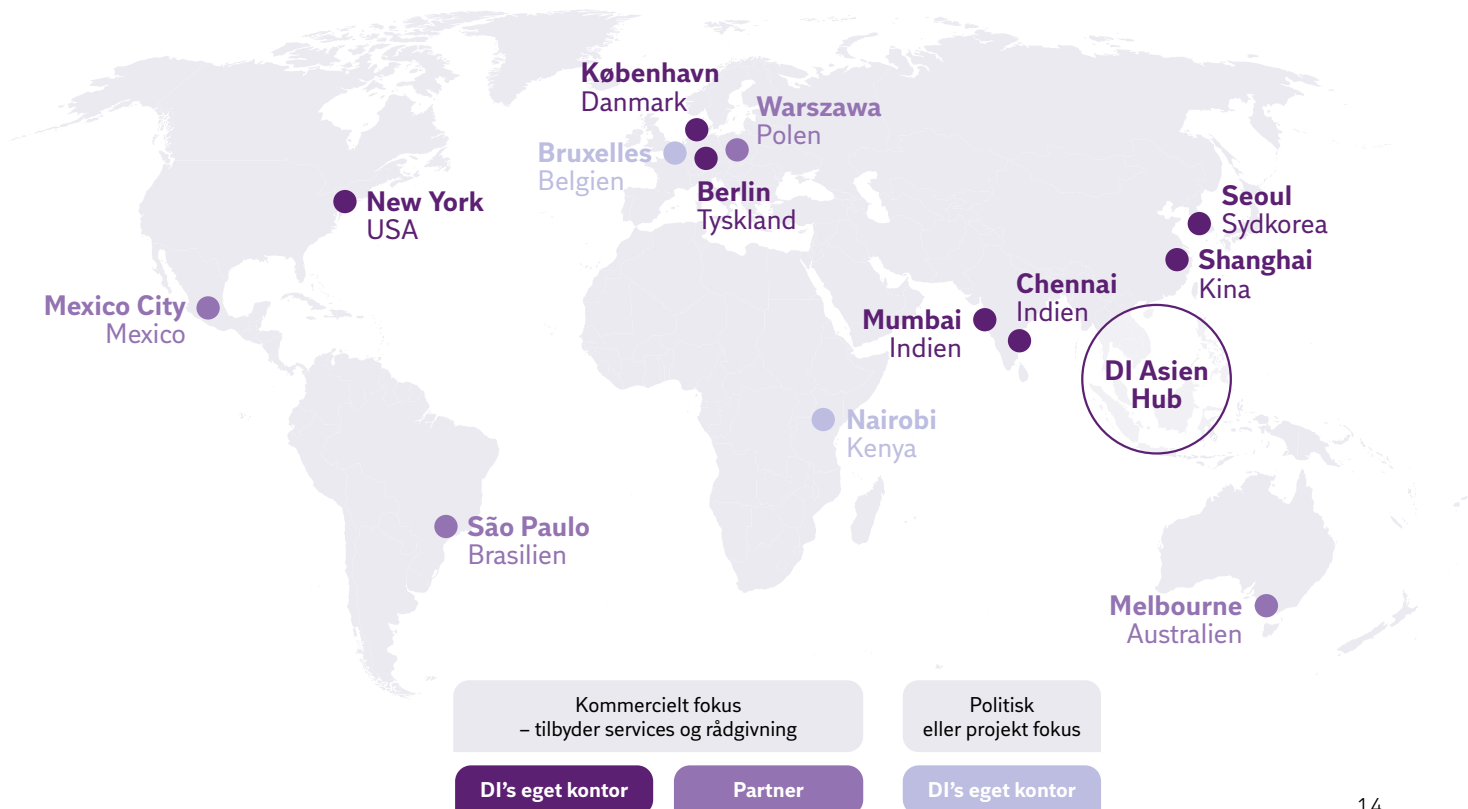 København
Danmark
Warszawa
Polen
Bruxelles
Belgien
Berlin
Tyskland
New York
USA
Seoul
Sydkorea
Shanghai
Kina
Chennai
Indien
Mumbai
Indien
Mexico City
Mexico
DI Asien
Hub
Nairobi
Kenya
São Paulo
Brasilien
Melbourne
Australien
Kommercielt fokus
– tilbyder services og rådgivning
Politisk
eller projekt fokus
DI’s eget kontor
Partner
DI’s eget kontor
14